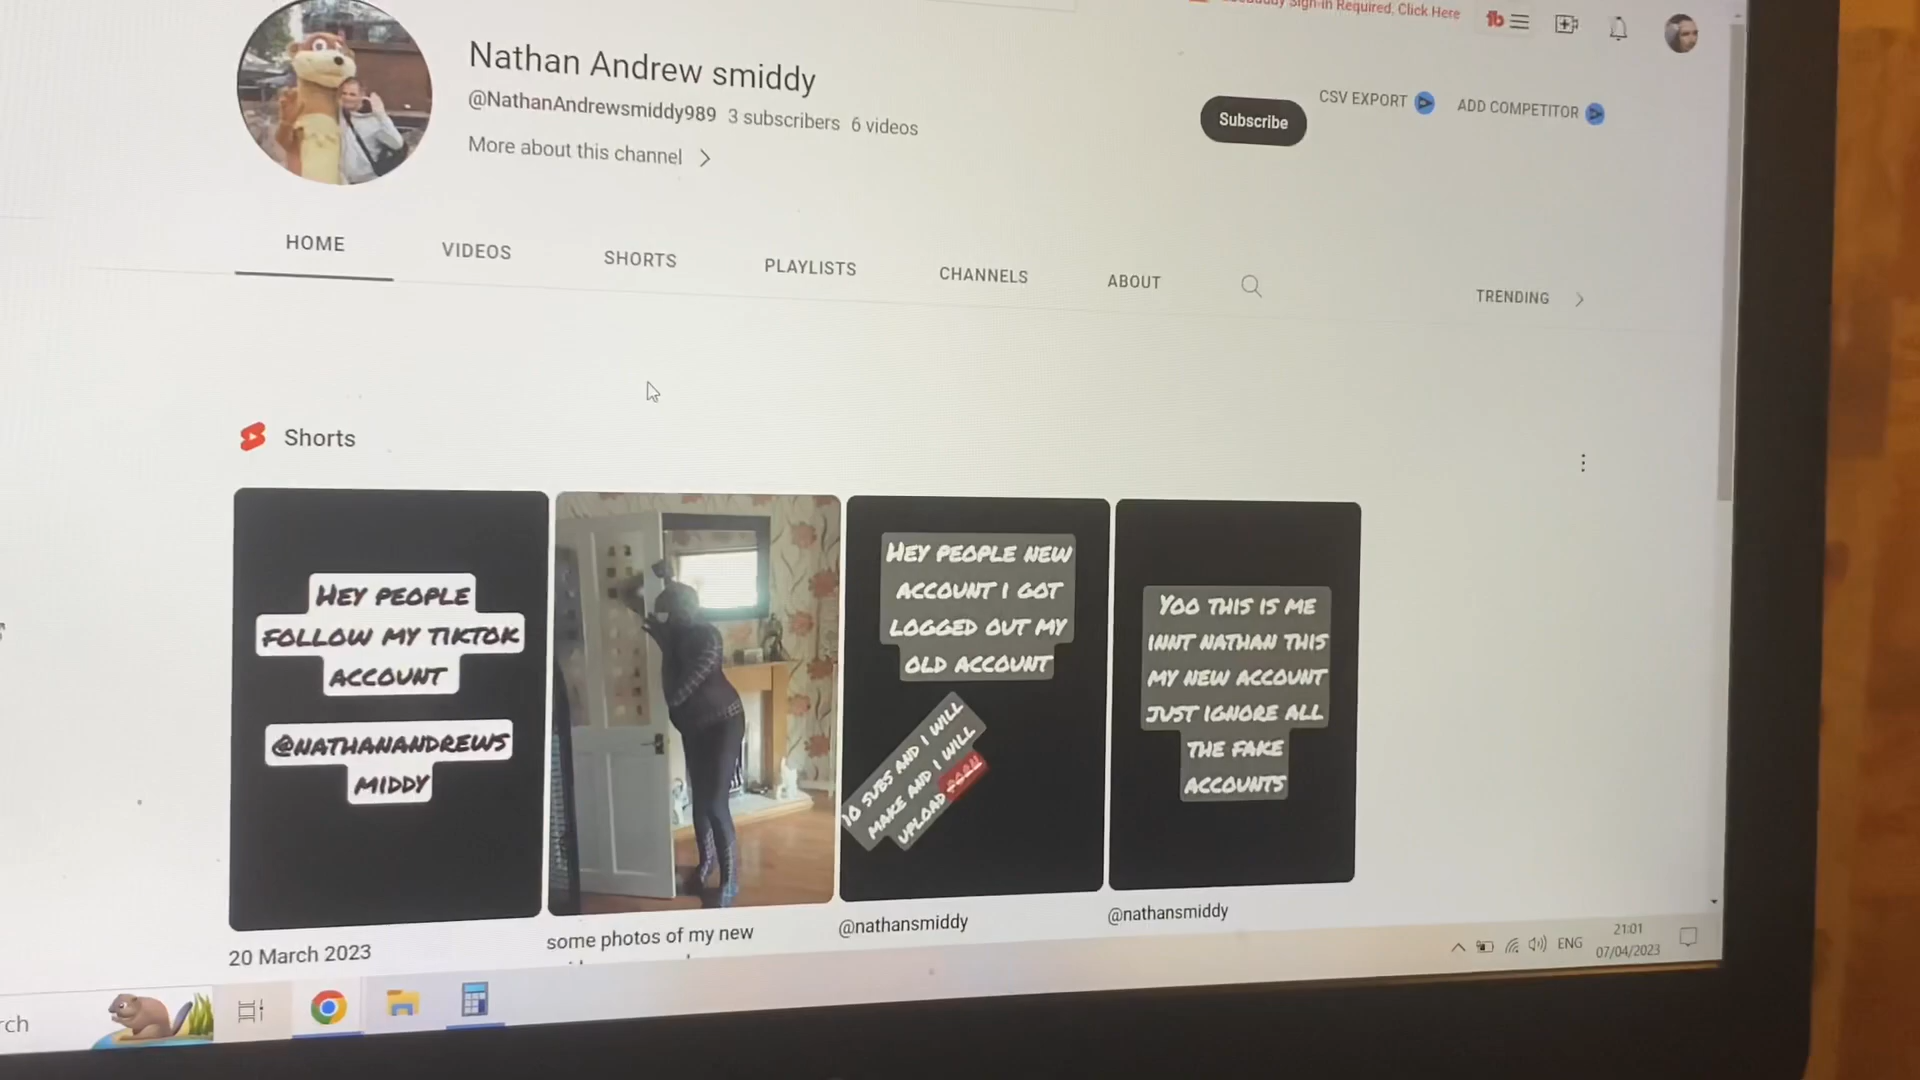 Sign-in Required, Click Here
Nathan Andrew smiddy
@NathanAndrewsmiddy989 3 subscribers 6 videos
More about this channel
Subscribe
CSV EXPORT
ADD COMPETITOR
HOME VIDEOS SHORTS PLAYLISTS CHANNELS ABOUT TRENDING
Shorts
HEY PEOPLE
FOLLOW MY TIKTOK
ACCOUNT
@NATHANANDREWS
MIDDY
HEY PEOPLE NEW
ACCOUNT I GOT
LOGGED OUT MY
OLD ACCOUNT
10 SUBS AND I WILL
MAKE AND I WILL
UPLOAD PORN
YOO THIS IS ME
INNT NATHAN THIS
MY NEW ACCOUNT
JUST IGNORE ALL
THE FAKE
ACCOUNTS
20 March 2023
some photos of my new
@nathansmiddy
@nathansmiddy
rch
ENG
21:01
07/04/2023